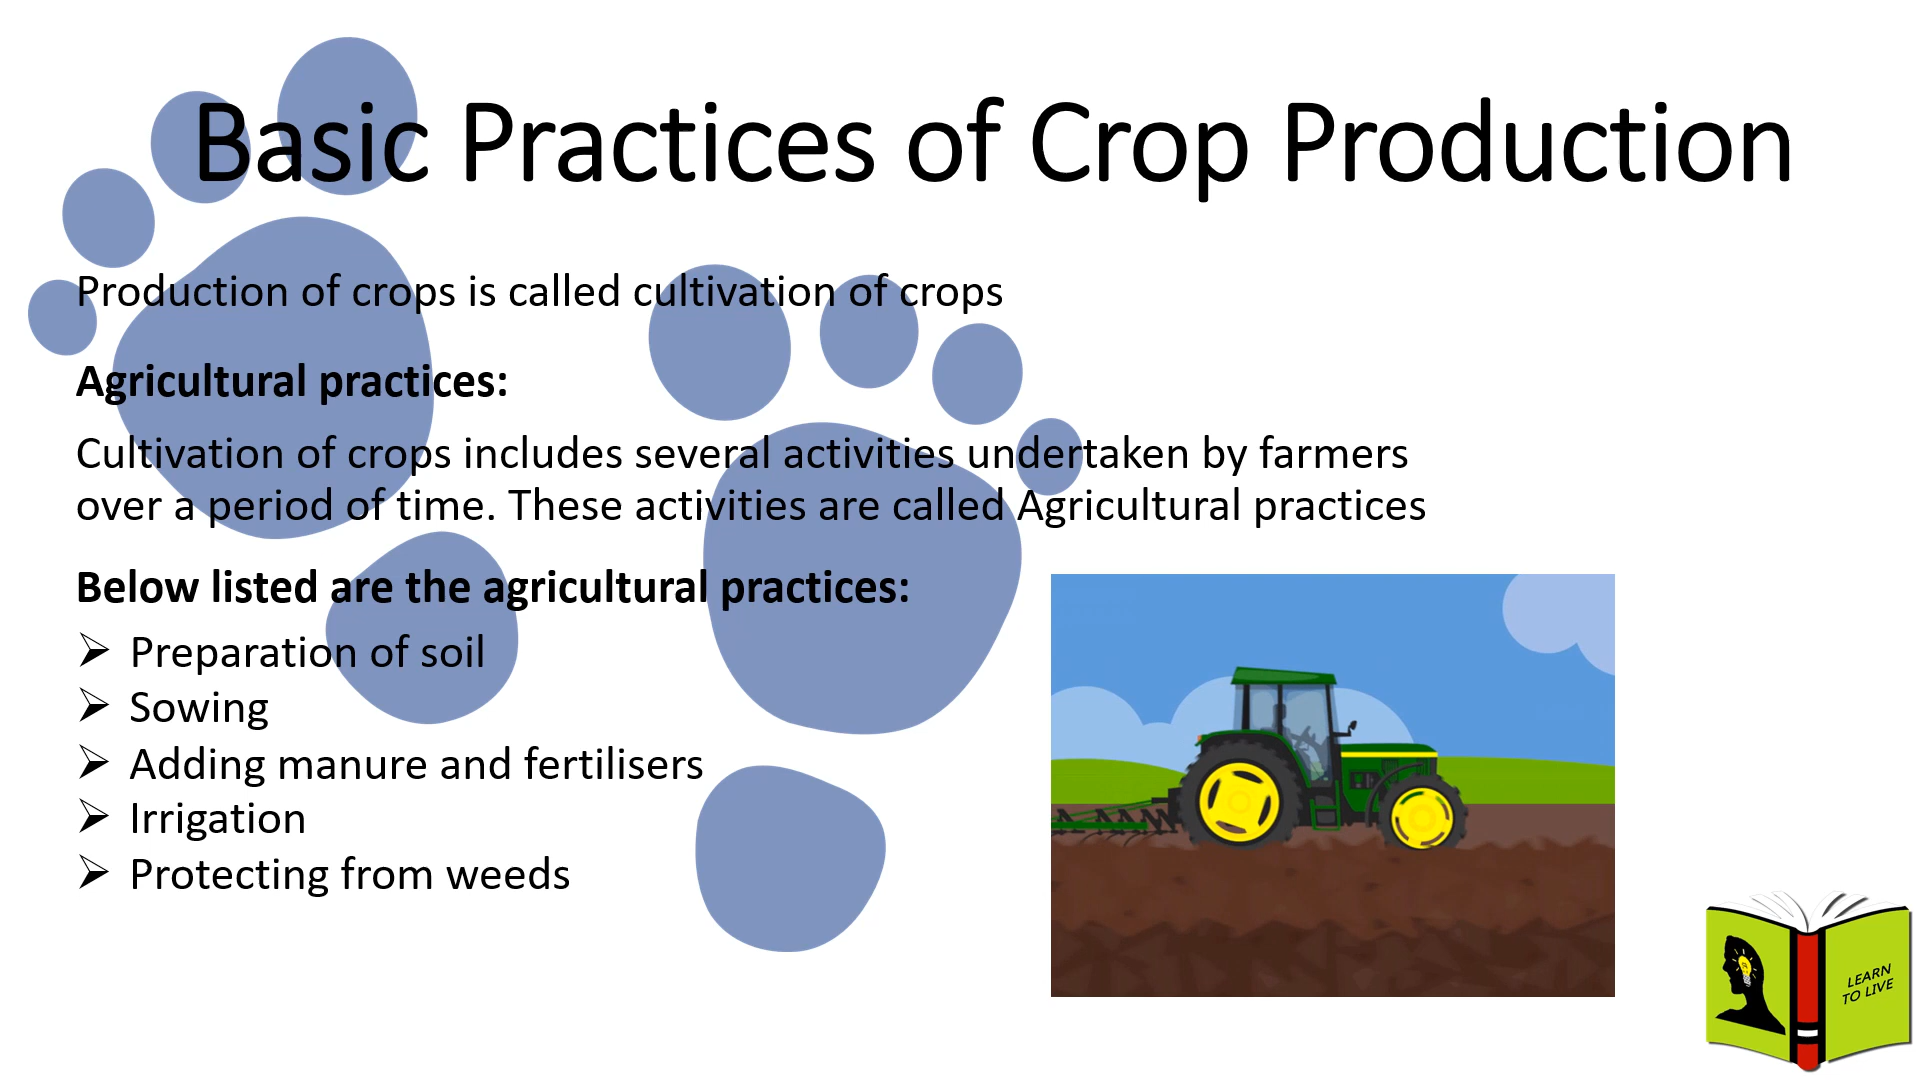 Basic Practices of Crop Production
Production of crops is called cultivation of crops
Agricultural practices:
Cultivation of crops includes several activities undertaken by farmers
over a period of time. These activities are called Agricultural practices
Below listed are the agricultural practices:
➢ Preparation of soil
➢ Sowing
➢ Adding manure and fertilisers
➢ Irrigation
➢ Protecting from weeds
LEARN
TO LIVE